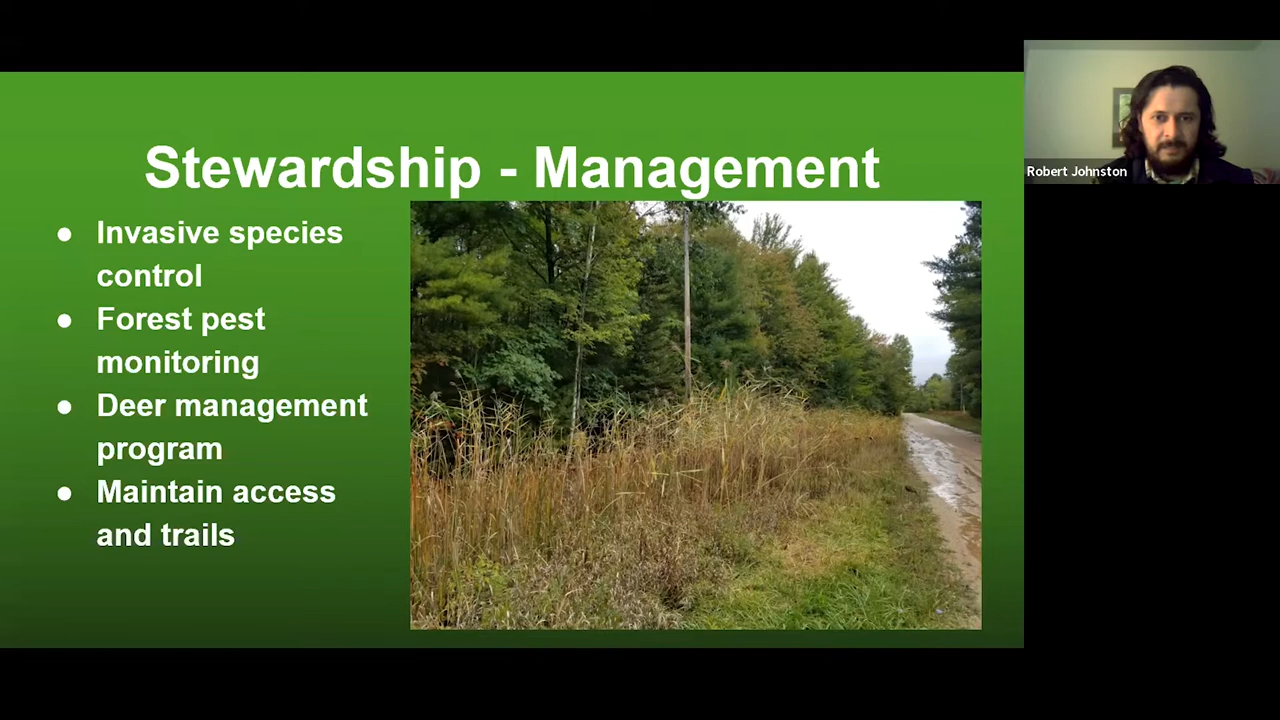 Stewardship - Management
● Invasive species
control
● Forest pest
monitoring
● Deer management
program
● Maintain access
and trails
Robert Johnston